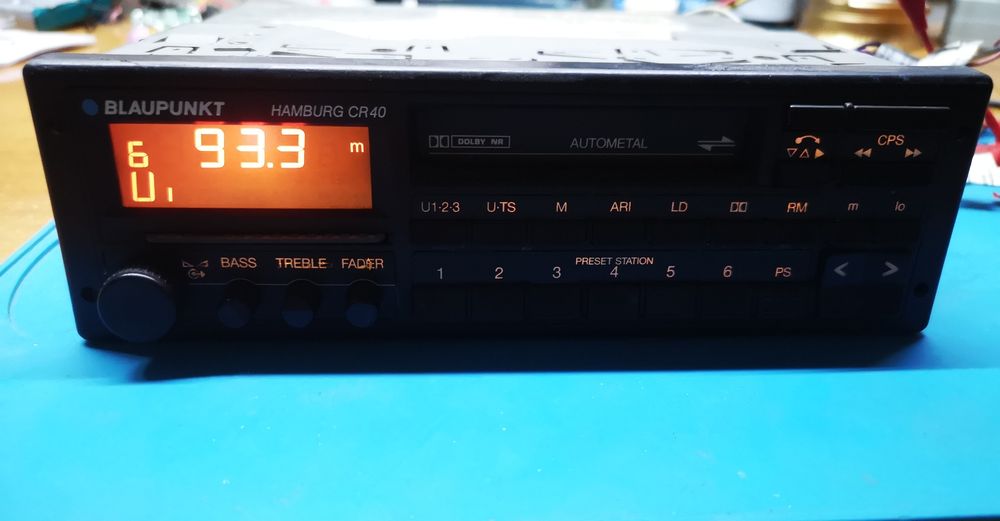 BLAUPUNKT HAMBURG CR40
6 93.3 m
U1
DOLBY NR AUTOMETAL
CPS
U1·2·3 U·TS M ARI LD RM m lo
BASS TREBLE FADER
PRESET STATION
1 2 3 4 5 6 PS
< >